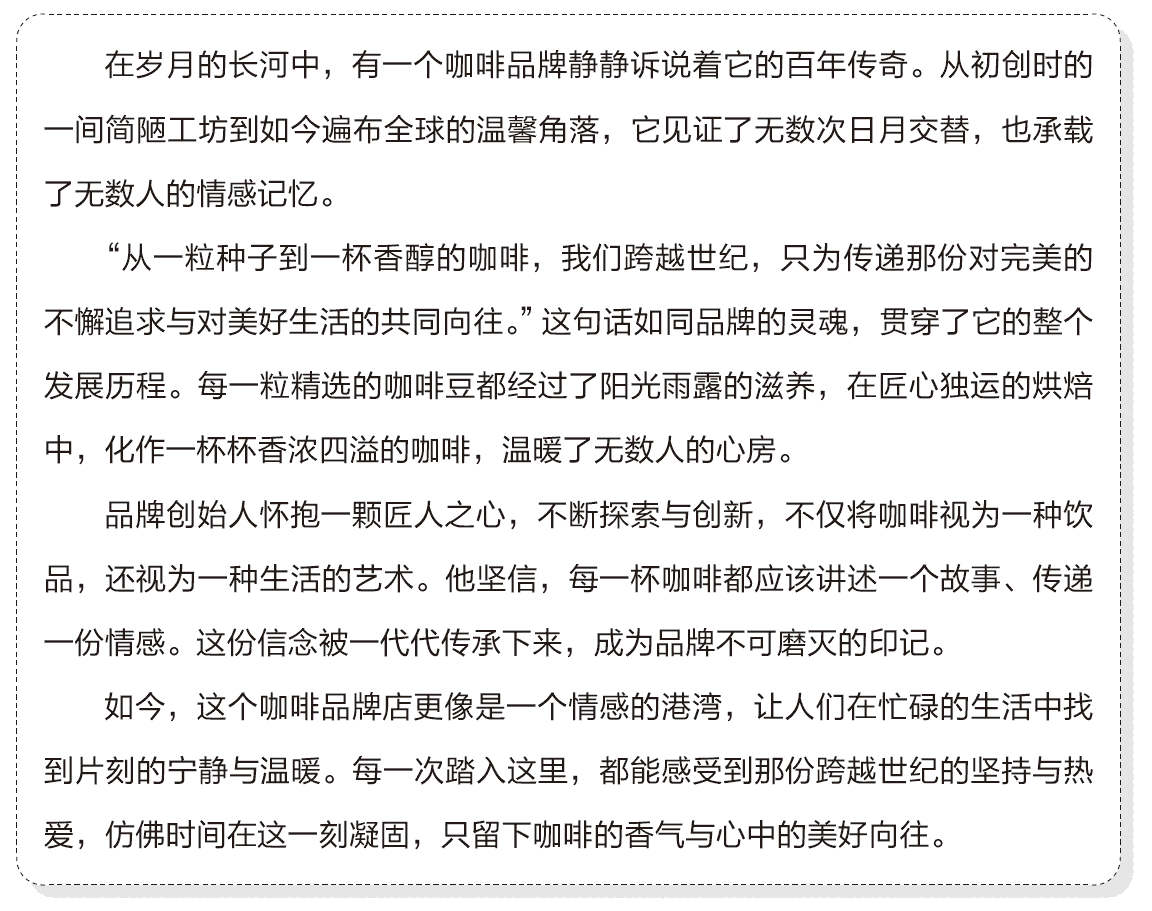 在岁月的长河中，有一个咖啡品牌静静诉说着它的百年传奇。从初创时的
一间简陋工坊到如今遍布全球的温馨角落，它见证了无数次日月交替，也承载
了无数人的情感记忆。
“从一粒种子到一杯香醇的咖啡，我们跨越世纪，只为传递那份对完美的
不懈追求与对美好生活的共同向往。”这句话如同品牌的灵魂，贯穿了它的整个
发展历程。每一粒精选的咖啡豆都经过了阳光雨露的滋养，在匠心独运的烘焙
中，化作一杯杯香浓四溢的咖啡，温暖了无数人的心房。
品牌创始人怀抱一颗匠人之心，不断探索与创新，不仅将咖啡视为一种饮
品，还视为一种生活的艺术。他坚信，每一杯咖啡都应该讲述一个故事、传递
一份情感。这份信念被一代代传承下来，成为品牌不可磨灭的印记。
如今，这个咖啡品牌店更像是一个情感的港湾，让人们在忙碌的生活中找
到片刻的宁静与温暖。每一次踏入这里，都能感受到那份跨越世纪的坚持与热
爱，仿佛时间在这一刻凝固，只留下咖啡的香气与心中的美好向往。